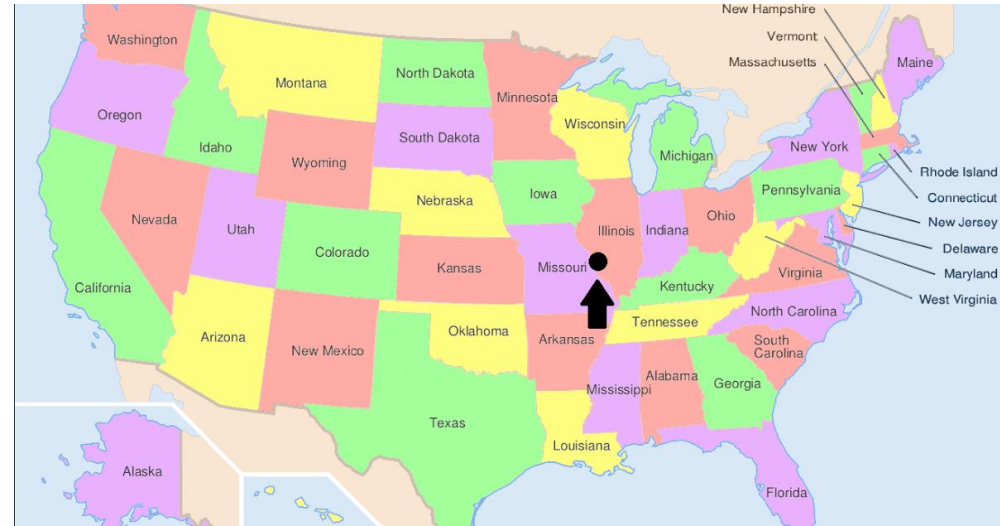 New Hampshire
Vermont
Massachusetts
Washington
Montana
North Dakota
Minnesota
Maine
Oregon
Idaho
Wyoming
South Dakota
Wisconsin
Michigan
New York
Rhode Island
Connecticut
New Jersey
Delaware
Maryland
West Virginia
Nevada
Utah
Colorado
Nebraska
Iowa
Illinois
Indiana
Ohio
Pennsylvania
California
Kansas
Missouri
Kentucky
Virginia
Arizona
New Mexico
Oklahoma
Arkansas
Tennessee
North Carolina
South
Carolina
Texas
Louisiana
Mississippi
Alabama
Georgia
Florida
Alaska